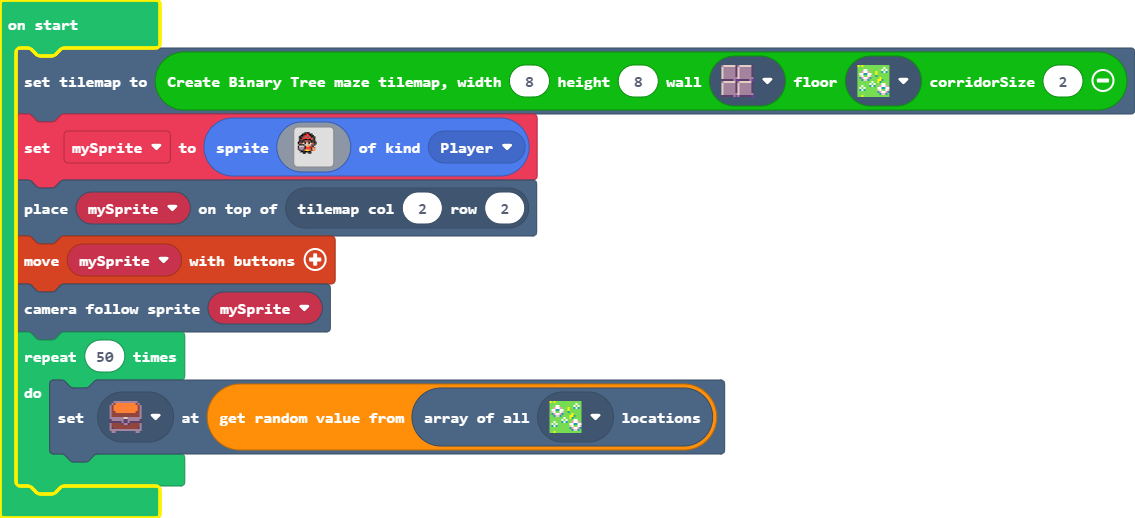 on start
set tilemap to Create Binary Tree maze tilemap, width 8 height 8 wall floor corridorSize 2
set mySprite to sprite of kind Player
place mySprite on top of tilemap col 2 row 2
move mySprite with buttons
camera follow sprite mySprite
repeat 50 times
do
set at get random value from array of all locations